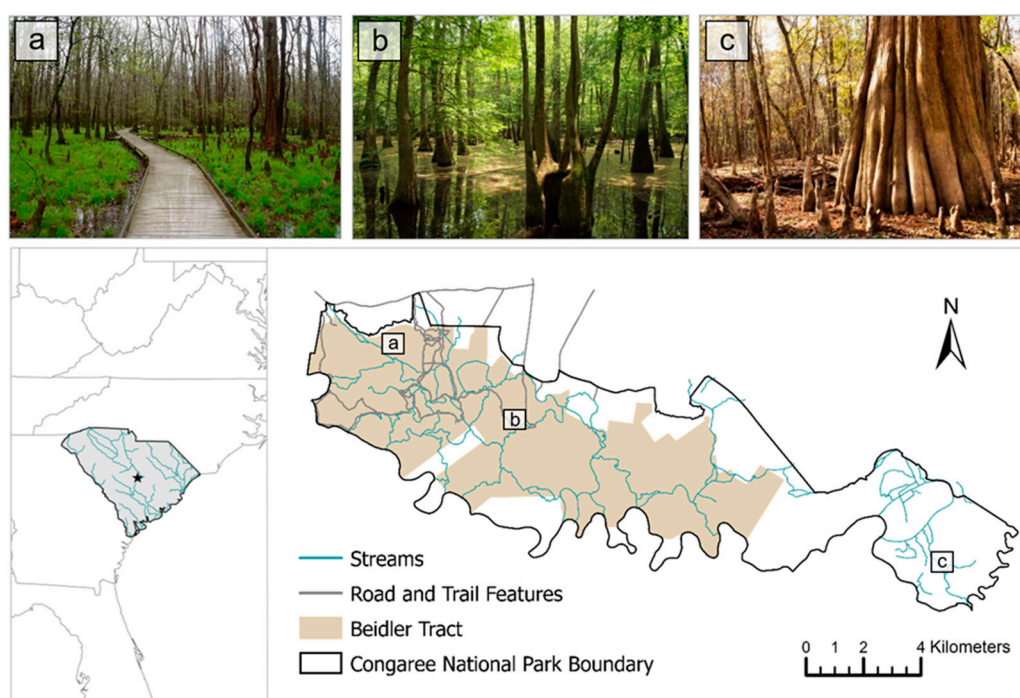 a
b
c
N
a
b
c
Streams
Road and Trail Features
Beidler Tract
Congaree National Park Boundary
0 1 2 4 Kilometers